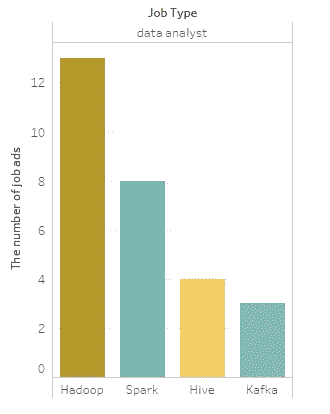 Job Type
data analyst
The number of job ads
12
10
8
6
4
2
0
Hadoop Spark Hive Kafka